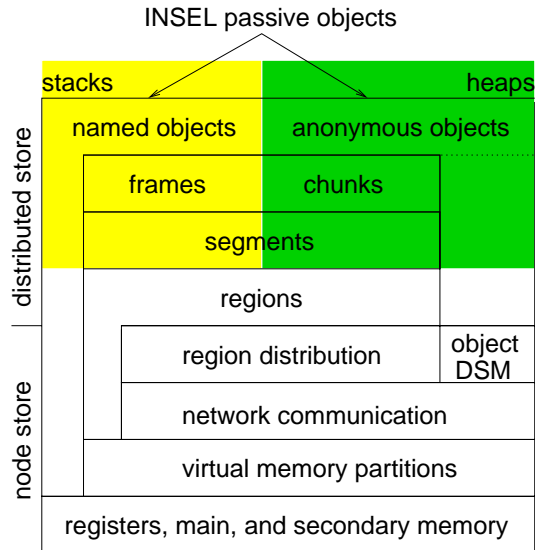 INSEL passive objects
stacks
heaps
named objects
anonymous objects
frames
chunks
segments
regions
region distribution
object
DSM
network communication
virtual memory partitions
registers, main, and secondary memory
distributed store
node store